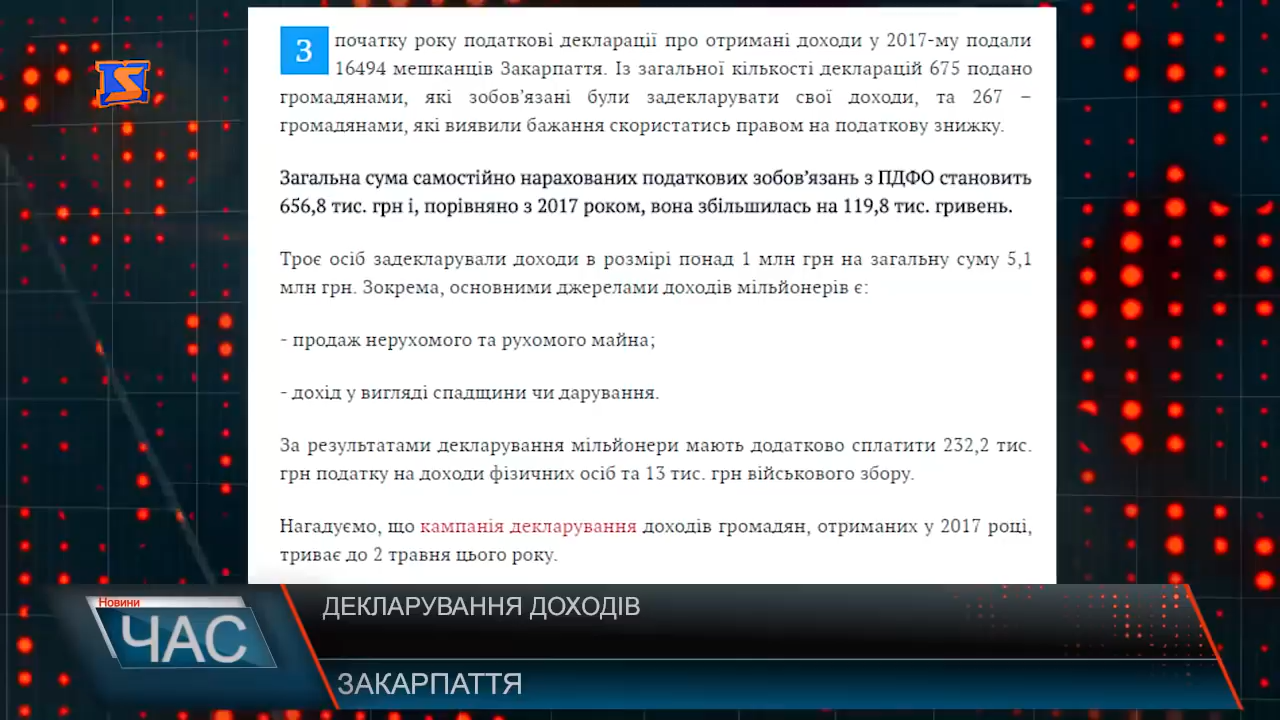 З початку року податкові декларації про отримані доходи у 2017-му подали
16494 мешканців Закарпаття. Із загальної кількості декларацій 675 подано
громадянами, які зобов’язані були задекларувати свої доходи, та 267 –
громадянами, які виявили бажання скористатись правом на податкову знижку.
Загальна сума самостійно нарахованих податкових зобов’язань з ПДФО становить
656,8 тис. грн і, порівняно з 2017 роком, вона збільшилась на 119,8 тис. гривень.
Троє осіб задекларували доходи в розмірі понад 1 млн грн на загальну суму 5,1
млн грн. Зокрема, основними джерелами доходів мільйонерів є:
- продаж нерухомого та рухомого майна;
- дохід у вигляді спадщини чи дарування.
За результатами декларування мільйонери мають додатково сплатити 232,2 тис.
грн податку на доходи фізичних осіб та 13 тис. грн військового збору.
Нагадуємо, що кампанія декларування доходів громадян, отриманих у 2017 році,
триває до 2 травня цього року.
Новини
ЧАС
ДЕКЛАРУВАННЯ ДОХОДІВ
ЗАКАРПАТТЯ